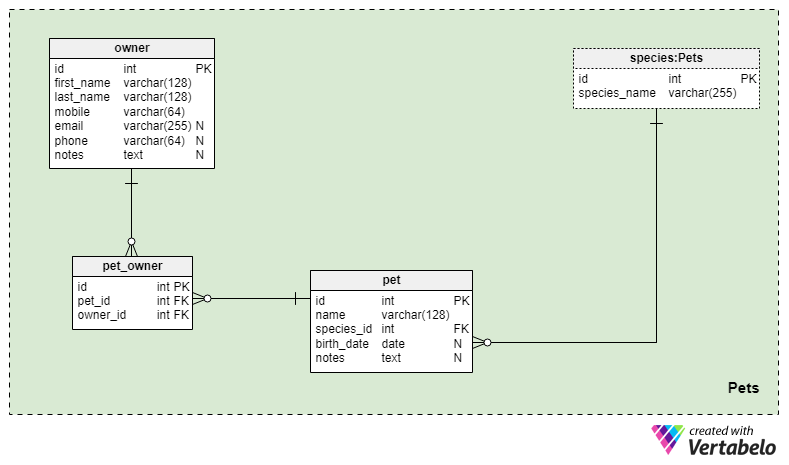 owner
id int PK
first_name varchar(128)
last_name varchar(128)
mobile varchar(64)
email varchar(255) N
phone varchar(64) N
notes text N
species:Pets
id int PK
species_name varchar(255)
pet_owner
id int PK
pet_id int FK
owner_id int FK
pet
id int PK
name varchar(128)
species_id int FK
birth_date date N
notes text N
Pets
created with
Vertabelo